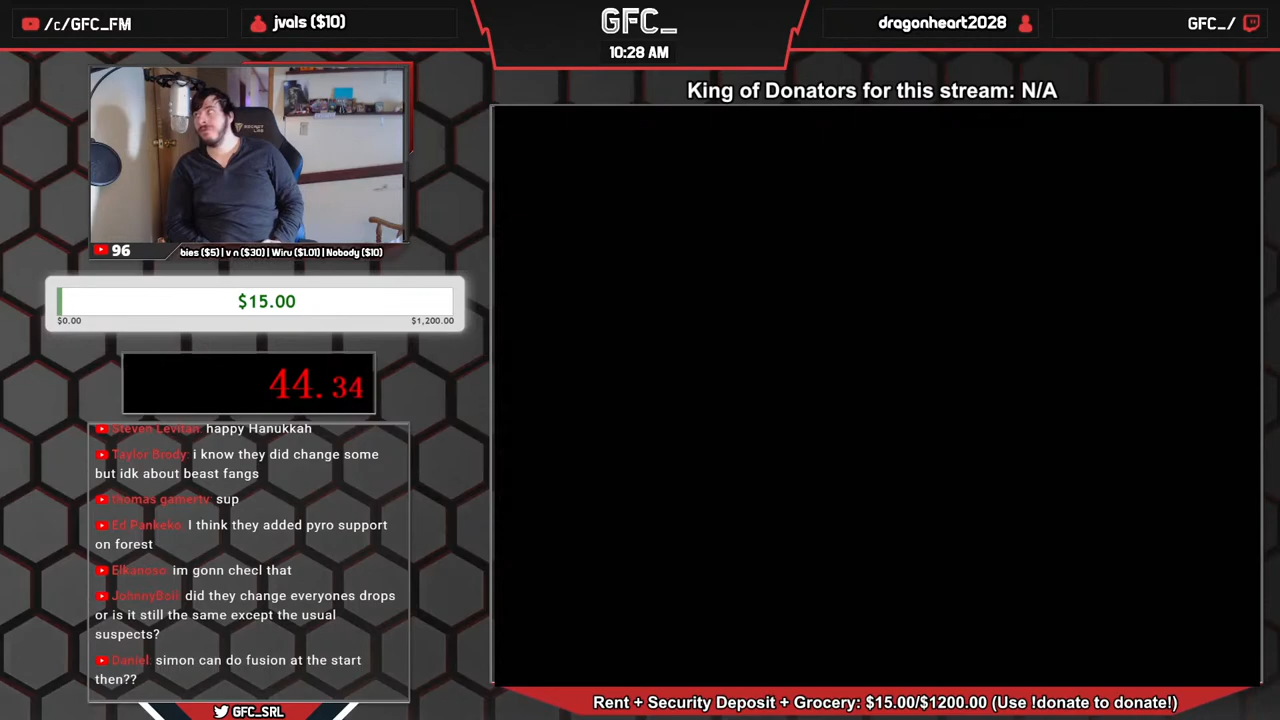 /c/GFC_FM
jvals ($10)
GFC_
10:28 AM
dragonheart2028
GFC_/
King of Donators for this stream: N/A
96
bies ($5) | v n ($30) | Wiru ($1.01) | Nobody ($10)
$15.00
$0.00
$1,200.00
44.34
Steven Levitan: happy Hanukkah
Taylor Brody: i know they did change some
but idk about beast fangs
thomas gamertv: sup
Ed Pankeko: I think they added pyro support
on forest
Elkanoso: im gonn checl that
JohnnyBoii: did they change everyones drops
or is it still the same except the usual
suspects?
Daniel: simon can do fusion at the start
then??
GFC_SRL
Rent + Security Deposit + Grocery: $15.00/$1200.00 (Use !donate to donate!)